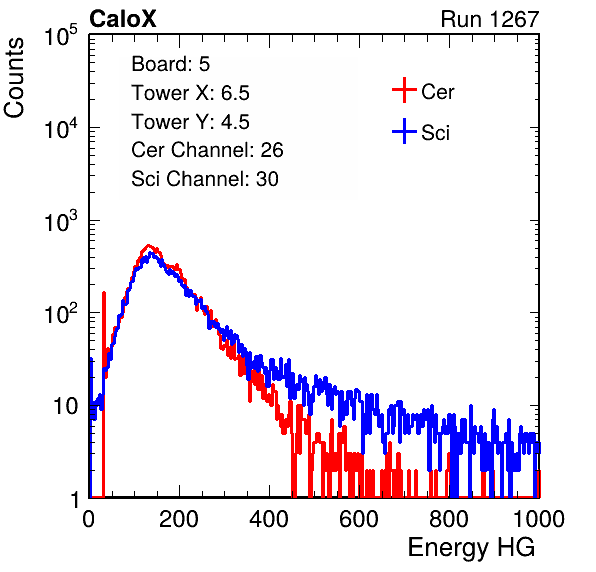 CaloX Run 1267
Counts
10^5
10^4
10^3
10^2
10
1
Board: 5
Tower X: 6.5
Tower Y: 4.5
Cer Channel: 26
Sci Channel: 30
Cer
Sci
0 200 400 600 800 1000
Energy HG